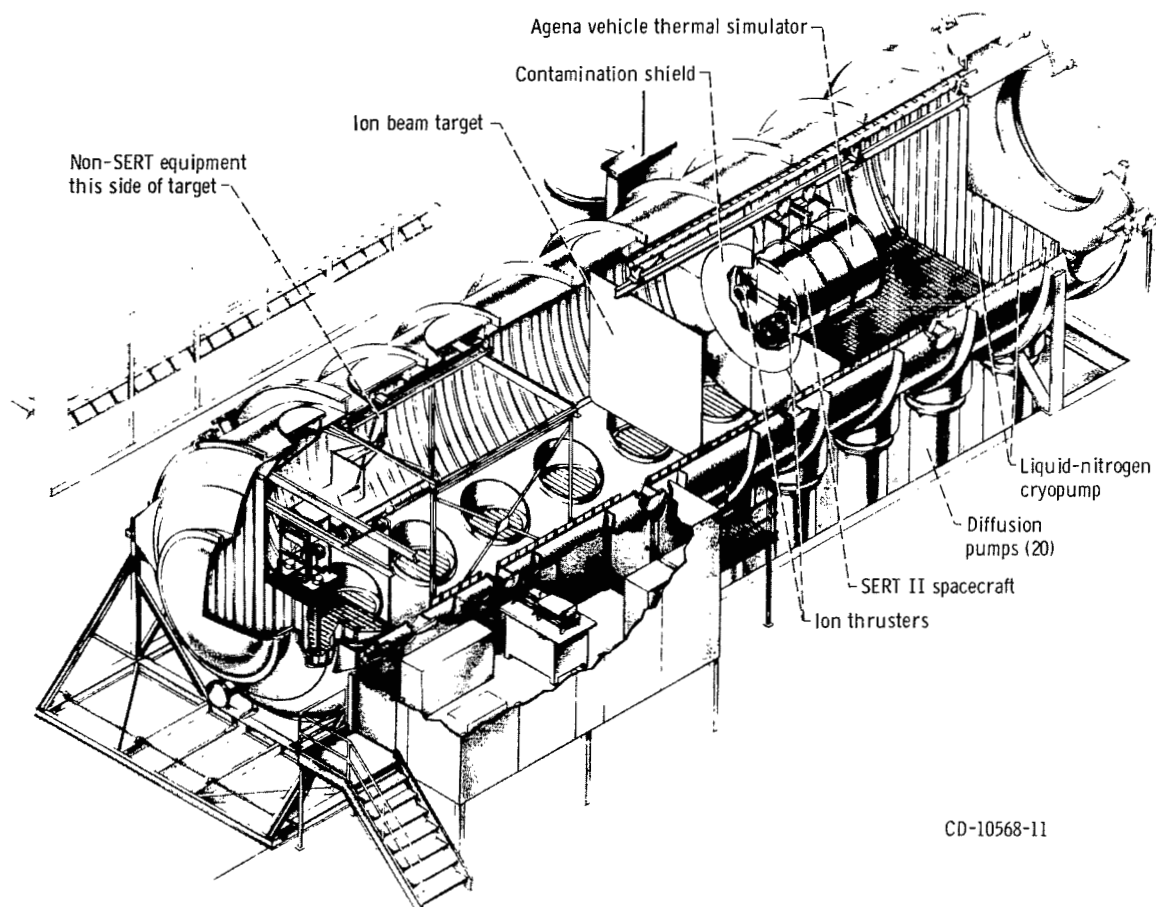 Agena vehicle thermal simulator
Contamination shield
Ion beam target
Non-SERT equipment
this side of target
Liquid-nitrogen
cryopump
Diffusion
pumps (20)
SERT II spacecraft
Ion thrusters
CD-10568-11